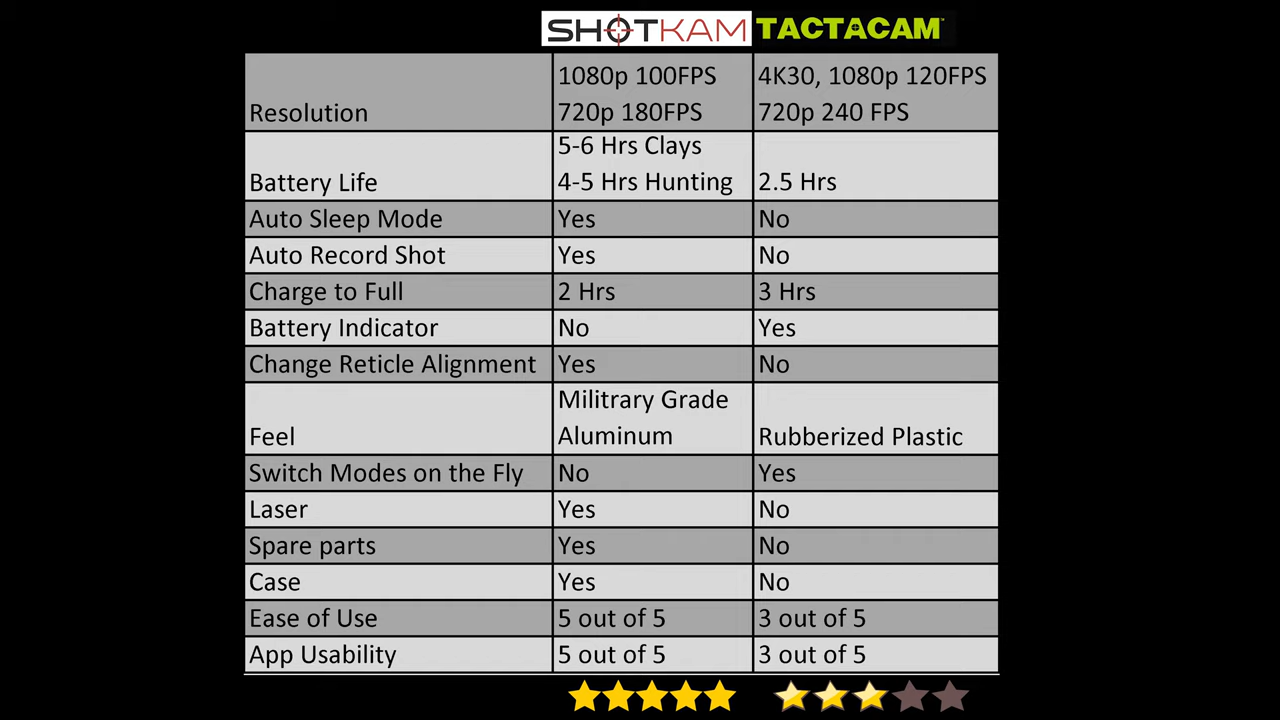 SHOTKAM TACTACAM™
Resolution 1080p 100FPS 4K30, 1080p 120FPS
720p 180FPS 720p 240 FPS
Battery Life 5-6 Hrs Clays
4-5 Hrs Hunting 2.5 Hrs
Auto Sleep Mode Yes No
Auto Record Shot Yes No
Charge to Full 2 Hrs 3 Hrs
Battery Indicator No Yes
Change Reticle Alignment Yes No
Feel Militrary Grade
Aluminum Rubberized Plastic
Switch Modes on the Fly No Yes
Laser Yes No
Spare parts Yes No
Case Yes No
Ease of Use 5 out of 5 3 out of 5
App Usability 5 out of 5 3 out of 5